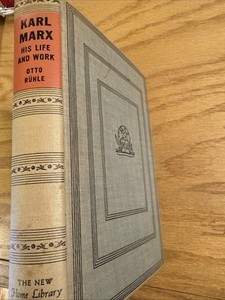 KARL
MARX
HIS LIFE
AND WORK
OTTO
RÜHLE
THE NEW
Home Library